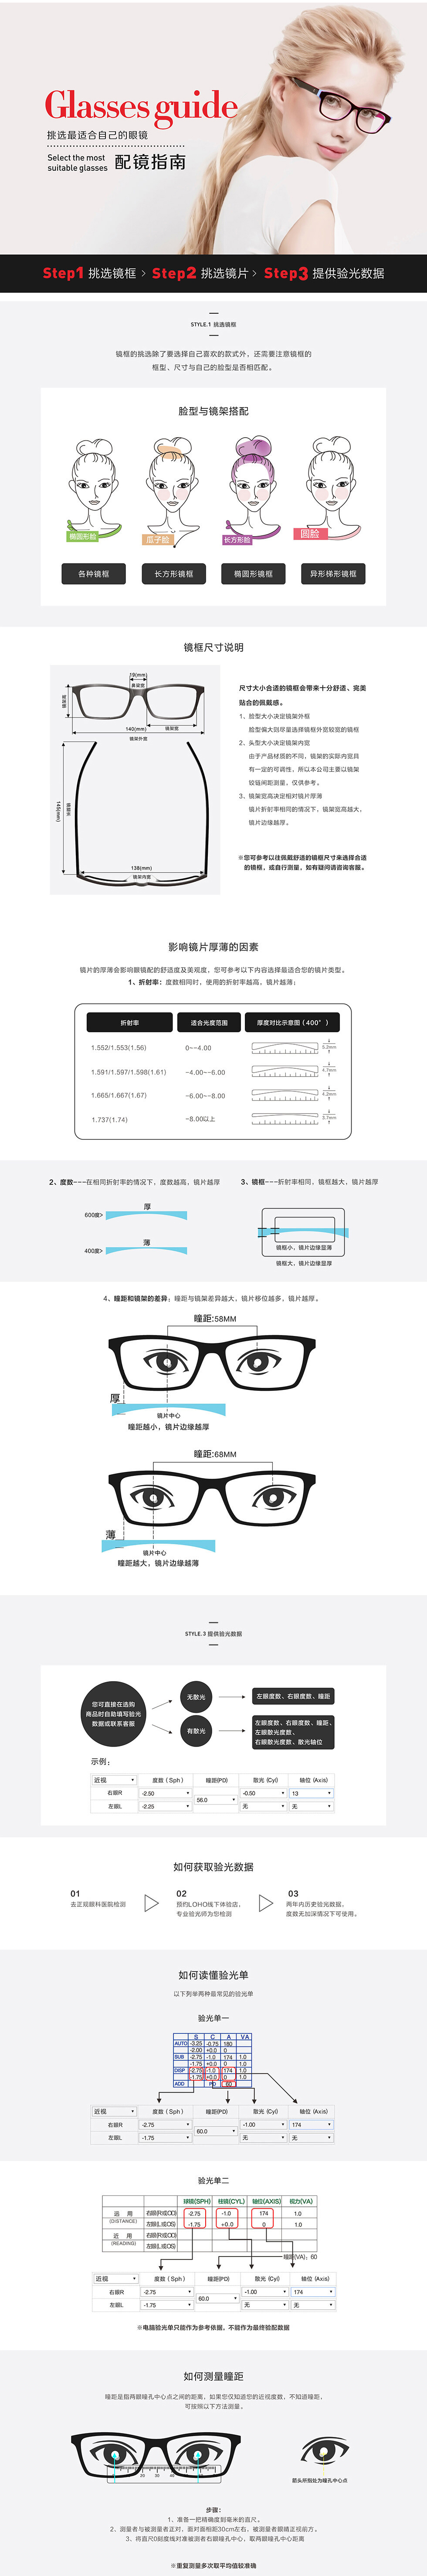 Glasses guide
挑选最适合自己的眼镜
Select the most
suitable glasses
配镜指南
Step1 挑选镜框 > Step2 挑选镜片 > Step3 提供验光数据
STYLE.1 挑选镜框
镜框的挑选除了要选择自己喜欢的款式外，还需要注意镜框的
框型、尺寸与自己的脸型是否相匹配。
脸型与镜架搭配
椭圆形脸
瓜子脸
长方形脸
圆脸
各种镜框
长方形镜框
椭圆形镜框
异形梯形镜框
镜框尺寸说明
19(mm)
鼻梁宽
镜架高
镜架宽
140(mm)
镜架外宽
145(mm)
镜腿长
138(mm)
镜架内宽
尺寸大小合适的镜框会带来十分舒适、完美
贴合的佩戴感。
1、脸型大小决定镜架外框
脸型偏大则尽量选择镜框外宽较宽的镜框
2、头型大小决定镜架内宽
由于产品材质的不同，镜架的实际内宽具
有一定的可调性，所以本公司主要以镜架
铰链间距测量，仅供参考。
3、镜架宽高决定相对镜片厚薄
镜片折射率相同的情况下，镜架宽高越大，
镜片边缘越厚。
※您可参考以往佩戴舒适的镜框尺寸来选择合适
的镜框，或自行测量，如有疑问请咨询客服。
影响镜片厚薄的因素
镜片的厚薄会影响眼镜配的舒适度及美观度，您可参考以下内容选择最适合您的镜片类型。
1、折射率：度数相同时，使用的折射率越高，镜片越薄；
折射率
适合光度范围
厚度对比示意图（400°）
1.552/1.553(1.56)
0~-4.00
5.2mm
1.591/1.597/1.598(1.61)
-4.00~-6.00
4.7mm
1.665/1.667(1.67)
-6.00~-8.00
4.2mm
1.737(1.74)
-8.00以上
3.7mm
2、度数---在相同折射率的情况下，度数越高，镜片越厚
厚
600度>
薄
400度>
3、镜框---折射率相同，镜框越大，镜片越厚
镜框小，镜片边缘显薄
镜框大，镜片边缘显厚
4、瞳距和镜架的差异：瞳距与镜架差异越大，镜片移位越多，镜片越厚。
瞳距:58MM
厚
镜片中心
瞳距越小，镜片边缘越厚
瞳距:68MM
薄
镜片中心
瞳距越大，镜片边缘越薄
STYLE.3 提供验光数据
您可直接在选购
商品时自助填写验光
数据或联系客服
无散光
左眼度数、右眼度数、瞳距
有散光
左眼度数、右眼度数、瞳距、
左眼散光度数、
右眼散光度数、散光轴位
示例：
近视 度数（Sph） 瞳距(PD) 散光 (Cyl) 轴位 (Axis)
右眼R -2.50 56.0 -0.50 13
左眼L -2.25 无 无
如何获取验光数据
01
去正规眼科医院检测
02
预约LOHO线下体验店，
专业验光师为您检测
03
两年内历史验光数据，
度数无加深情况下可使用。
如何读懂验光单
以下列举两种最常见的验光单
验光单一
S C A VA
AUTO -3.25 -0.75 180
-2.00 +0.0 0
SUB -2.75 -1.0 174 1.0
-1.75 +0.0 0 1.0
DISP -2.75 -1.0 174 1.0
-1.75 +0.0 0 1.0
ADD PD 60
近视 度数（Sph） 瞳距(PD) 散光 (Cyl) 轴位 (Axis)
右眼R -2.75 60.0 -1.00 174
左眼L -1.75 无 无
验光单二
球镜(SPH) 柱镜(CYL) 轴位(AXIS) 视力(VA)
远 用 (DISTANCE) 右眼(R或OD) -2.75 -1.0 174 1.0
左眼(L或OS) -1.75 +0.0 0 1.0
近 用 (READING) 右眼(R或OD)
左眼(L或OS)
瞳距(VA)：60
近视 度数（Sph） 瞳距(PD) 散光 (Cyl) 轴位 (Axis)
右眼R -2.75 60.0 -1.00 174
左眼L -1.75 无 无
※电脑验光单只能作为参考依据，不能作为最终验配数据
如何测量瞳距
瞳距是指两眼瞳孔中心点之间的距离，如果您仅知道您的近视度数，不知道瞳距，
可按照以下方法测量。
箭头所指处为瞳孔中心点
步骤：
1、准备一把精确度到毫米的直尺。
2、测量者与被测量者正对，面对面相距30cm左右，被测量者眼睛正视前方。
3、将直尺0刻度线对准被测者右眼瞳孔中心，取两眼瞳孔中心距离
※重复测量多次取平均值较准确